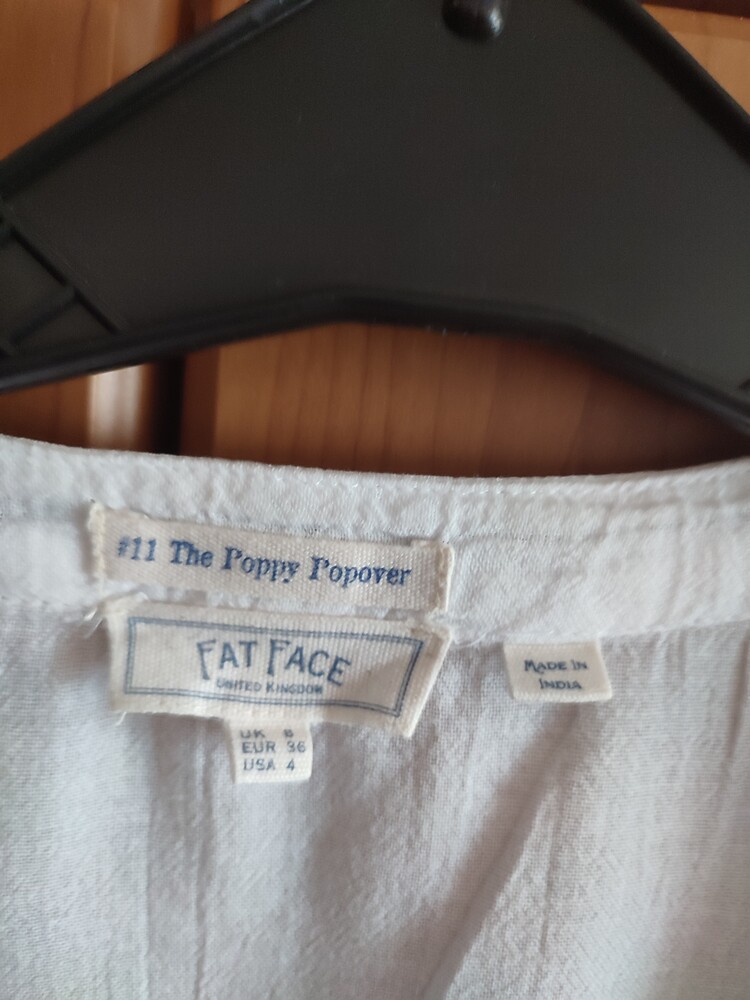 #11 The Poppy Popover
FAT FACE
UNITED KINGDOM
MADE IN
INDIA
UK 8
EUR 36
USA 4